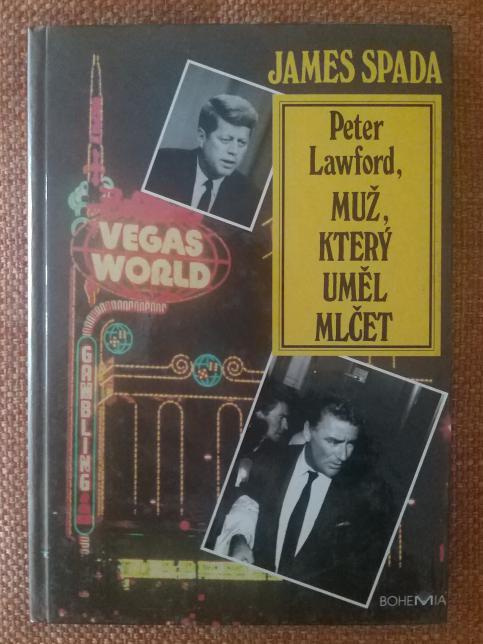 JAMES SPADA
Peter
Lawford,
MUŽ,
KTERÝ
UMĚL
MLČET
VEGAS
WORLD
GAMBLING
BOHEMIA